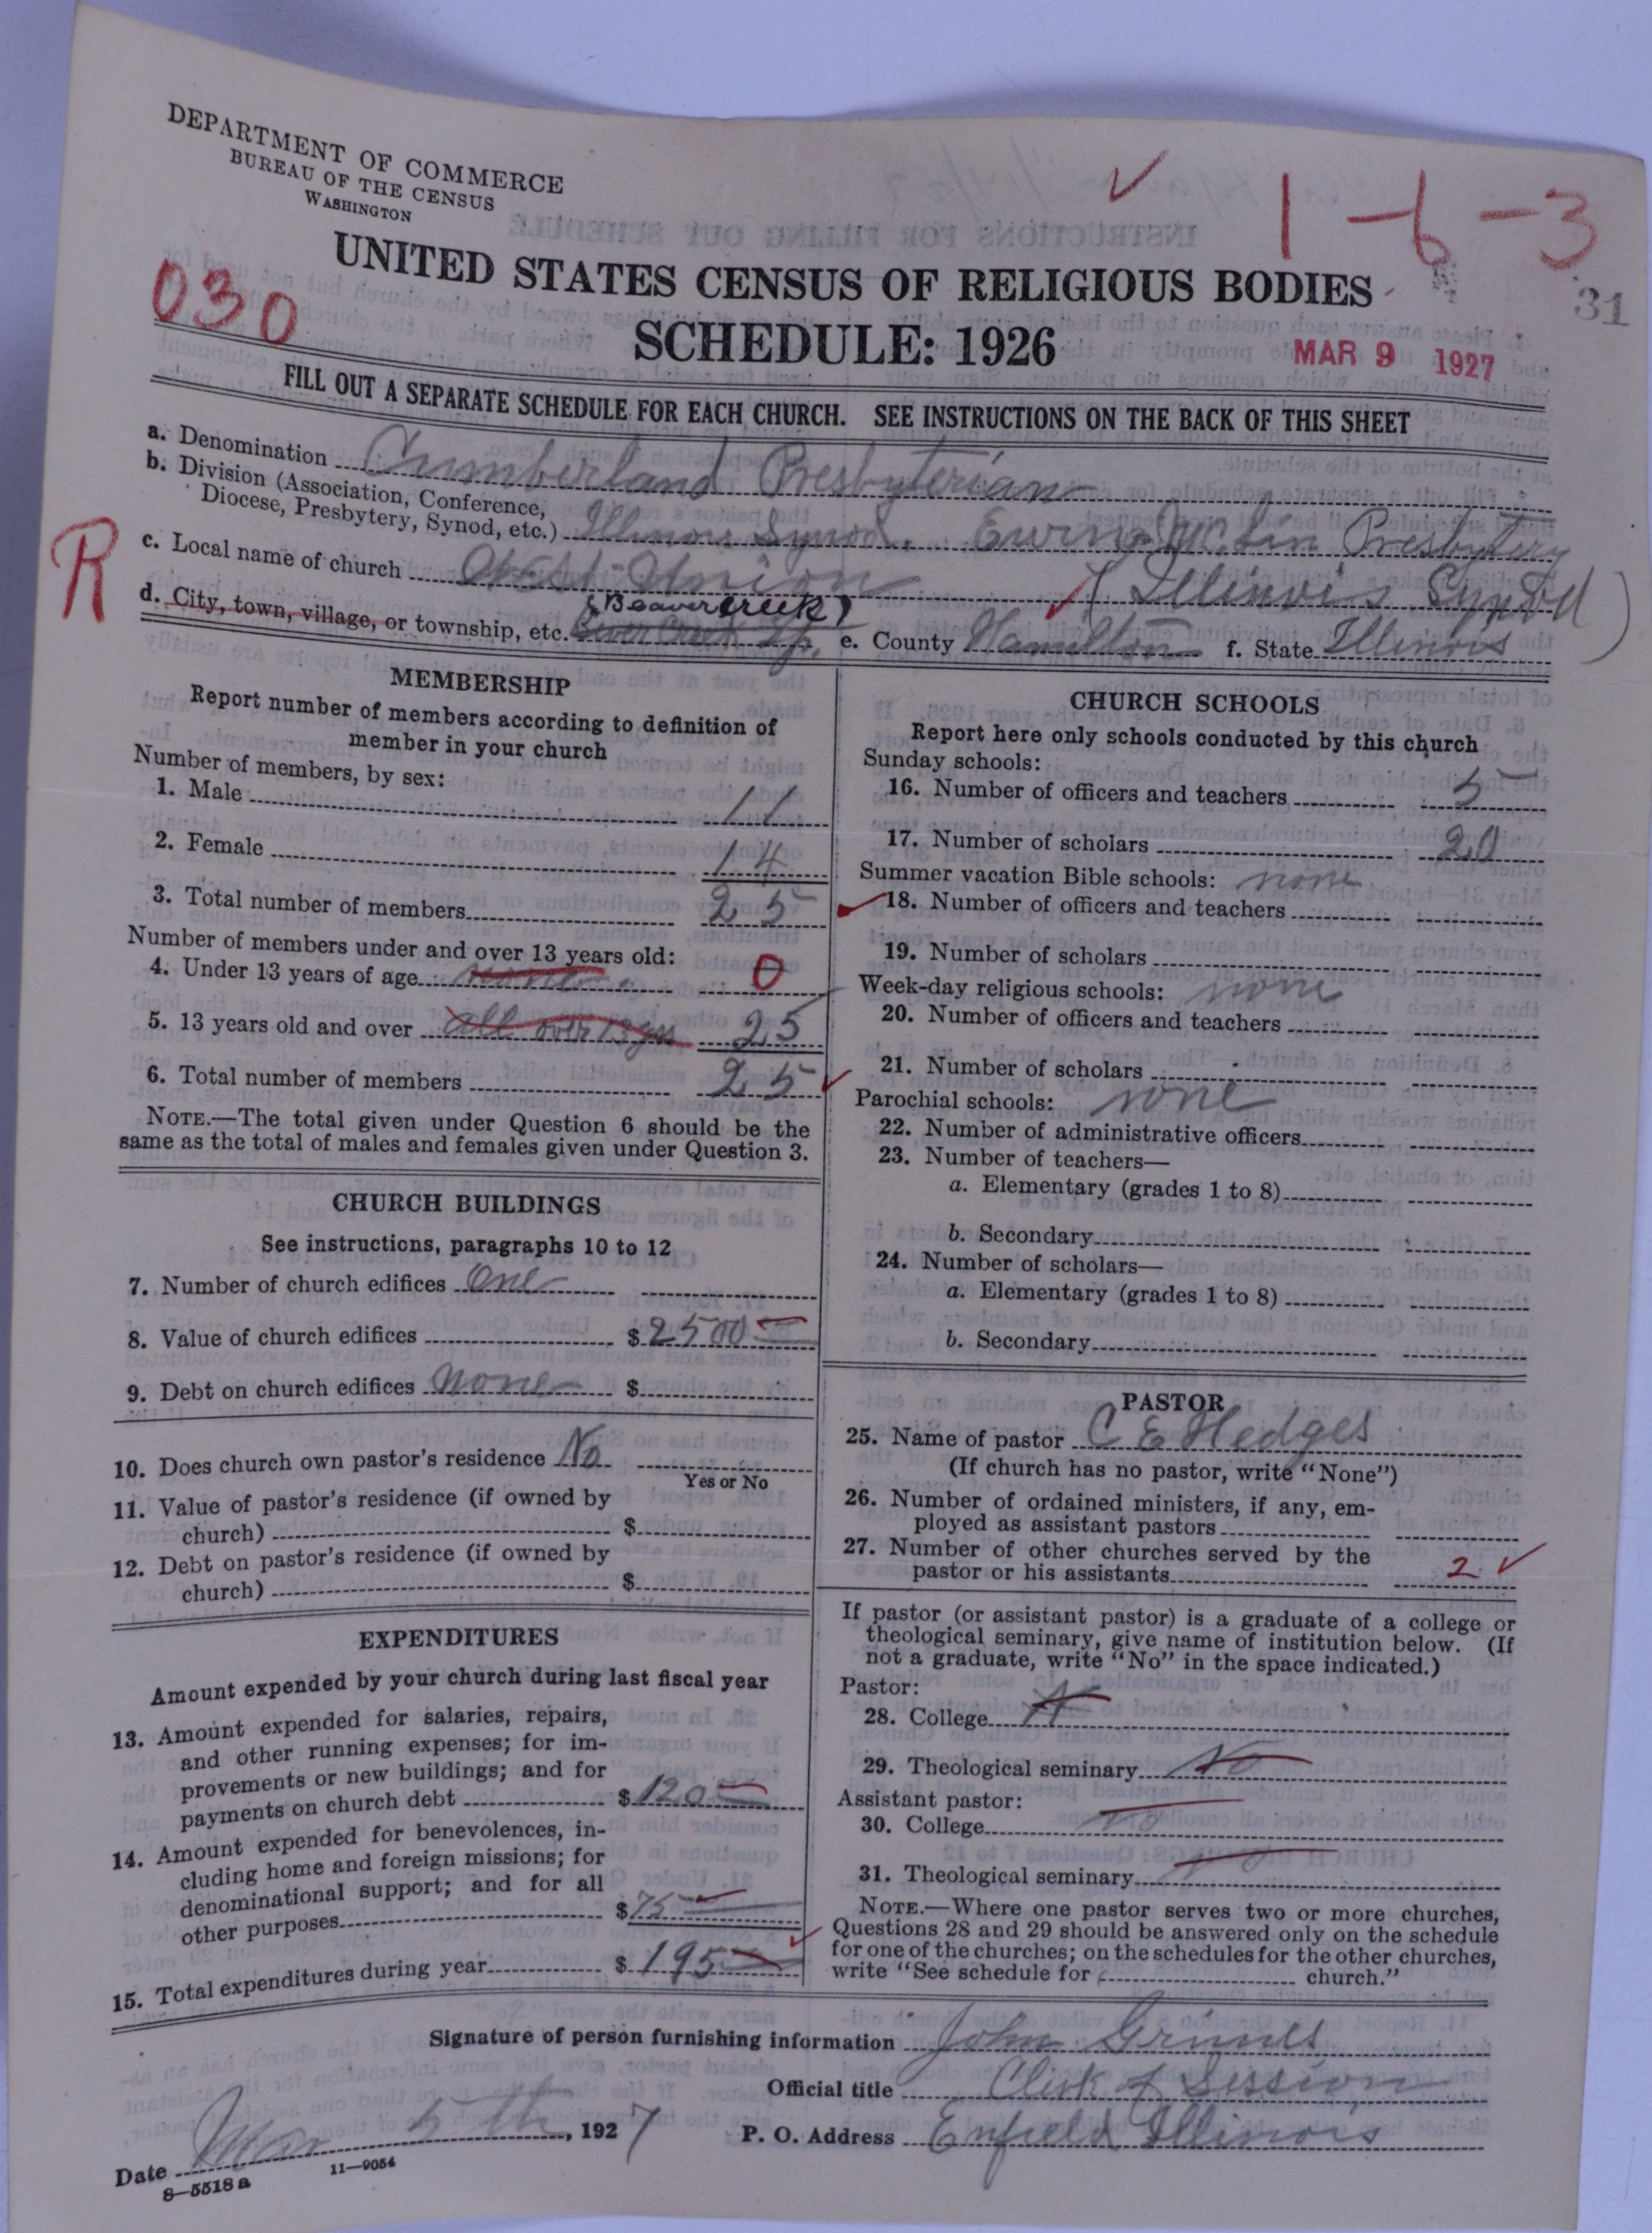 DEPARTMENT OF COMMERCE
BUREAU OF THE CENSUS
WASHINGTON
1-6-3
UNITED STATES CENSUS OF RELIGIOUS BODIES
030
31
SCHEDULE: 1926
MAR 9 1927
FILL OUT A SEPARATE SCHEDULE FOR EACH CHURCH. SEE INSTRUCTIONS ON THE BACK OF THIS SHEET
a. Denomination Cumberland Presbyterian
b. Division (Association, Conference,
Diocese, Presbytery, Synod, etc.) Illinois Synod. Ewing McLin Presbytery
R
c. Local name of church West Union (Illinois Synod)
(Beaver creek)
d. City, town, village, or township, etc. Bever Creek Tp. e. County Hamilton f. State Illinois
MEMBERSHIP
Report number of members according to definition of
member in your church
Number of members, by sex:
1. Male 11
2. Female 14
3. Total number of members 25
Number of members under and over 13 years old:
4. Under 13 years of age none. 0
5. 13 years old and over all over 13 yrs 25
6. Total number of members 25
NOTE.—The total given under Question 6 should be the
same as the total of males and females given under Question 3.
CHURCH BUILDINGS
See instructions, paragraphs 10 to 12
7. Number of church edifices One
8. Value of church edifices $2500
9. Debt on church edifices None $
10. Does church own pastor's residence No
Yes or No
11. Value of pastor's residence (if owned by
church) $
12. Debt on pastor's residence (if owned by
church) $
EXPENDITURES
Amount expended by your church during last fiscal year
13. Amount expended for salaries, repairs,
and other running expenses; for im-
provements or new buildings; and for
payments on church debt $120
14. Amount expended for benevolences, in-
cluding home and foreign missions; for
denominational support; and for all
other purposes $75
15. Total expenditures during year $195
CHURCH SCHOOLS
Report here only schools conducted by this church
Sunday schools:
16. Number of officers and teachers 5
17. Number of scholars 20
Summer vacation Bible schools: none
18. Number of officers and teachers
19. Number of scholars
Week-day religious schools: none
20. Number of officers and teachers
21. Number of scholars
Parochial schools: none
22. Number of administrative officers
23. Number of teachers—
a. Elementary (grades 1 to 8)
b. Secondary
24. Number of scholars—
a. Elementary (grades 1 to 8)
b. Secondary
PASTOR
25. Name of pastor C E Hedges
(If church has no pastor, write "None")
26. Number of ordained ministers, if any, em-
ployed as assistant pastors
27. Number of other churches served by the
pastor or his assistants 2
If pastor (or assistant pastor) is a graduate of a college or
theological seminary, give name of institution below. (If
not a graduate, write "No" in the space indicated.)
Pastor:
28. College
29. Theological seminary No
Assistant pastor:
30. College no
31. Theological seminary
NOTE.—Where one pastor serves two or more churches,
Questions 28 and 29 should be answered only on the schedule
for one of the churches; on the schedules for the other churches,
write "See schedule for church."
Signature of person furnishing information John Grimes
Official title Clerk of Session
Date Mar 5th, 1927 P. O. Address Enfield Illinois
8—5518 a 11—9054